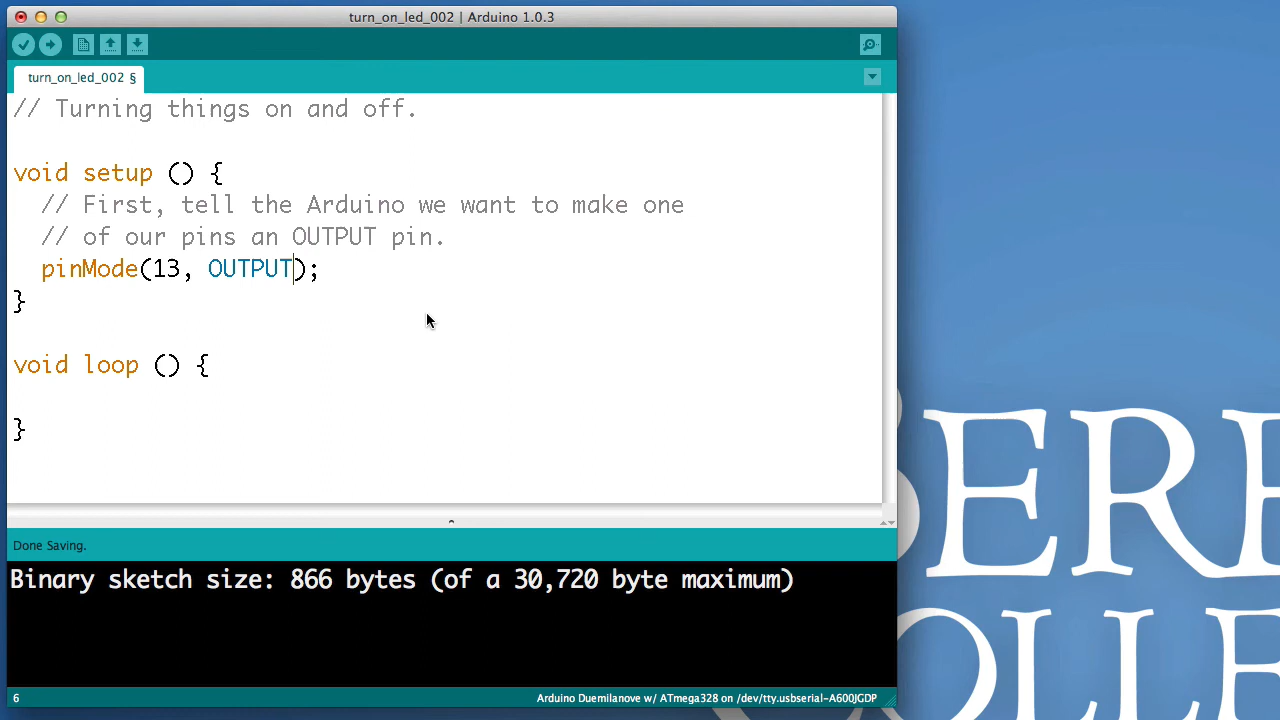 turn_on_led_002 | Arduino 1.0.3
turn_on_led_002 §
// Turning things on and off.
void setup () {
// First, tell the Arduino we want to make one
// of our pins an OUTPUT pin.
pinMode(13, OUTPUT);
}
void loop () {
}
Done Saving.
Binary sketch size: 866 bytes (of a 30,720 byte maximum)
6
Arduino Duemilanove w/ ATmega328 on /dev/tty.usbserial-A600JGDP